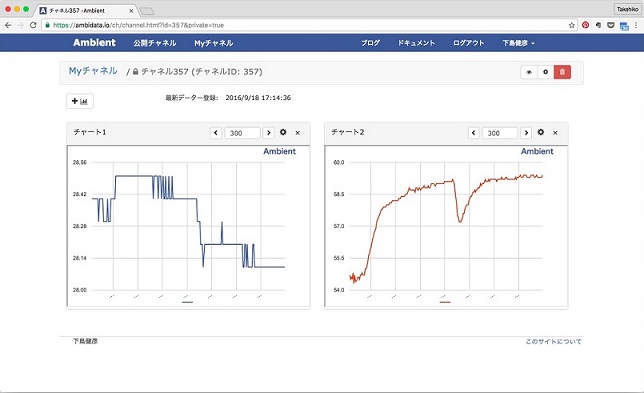 チャネル357 -Ambient
Takehiko
https://ambidata.io/ch/channel.html?id=357&private=true
Ambient 公開チャネル Myチャネル ブログ ドキュメント ログアウト 下島健彦
Myチャネル / チャネル357 (チャネルID: 357)
最新データー登録: 2016/9/18 17:14:36
チャート1 300
チャート2 300
Ambient
28.56
28.42
28.28
28.14
28.00
Ambient
60.0
58.5
57.0
55.5
54.0
下島健彦 このサイトについて